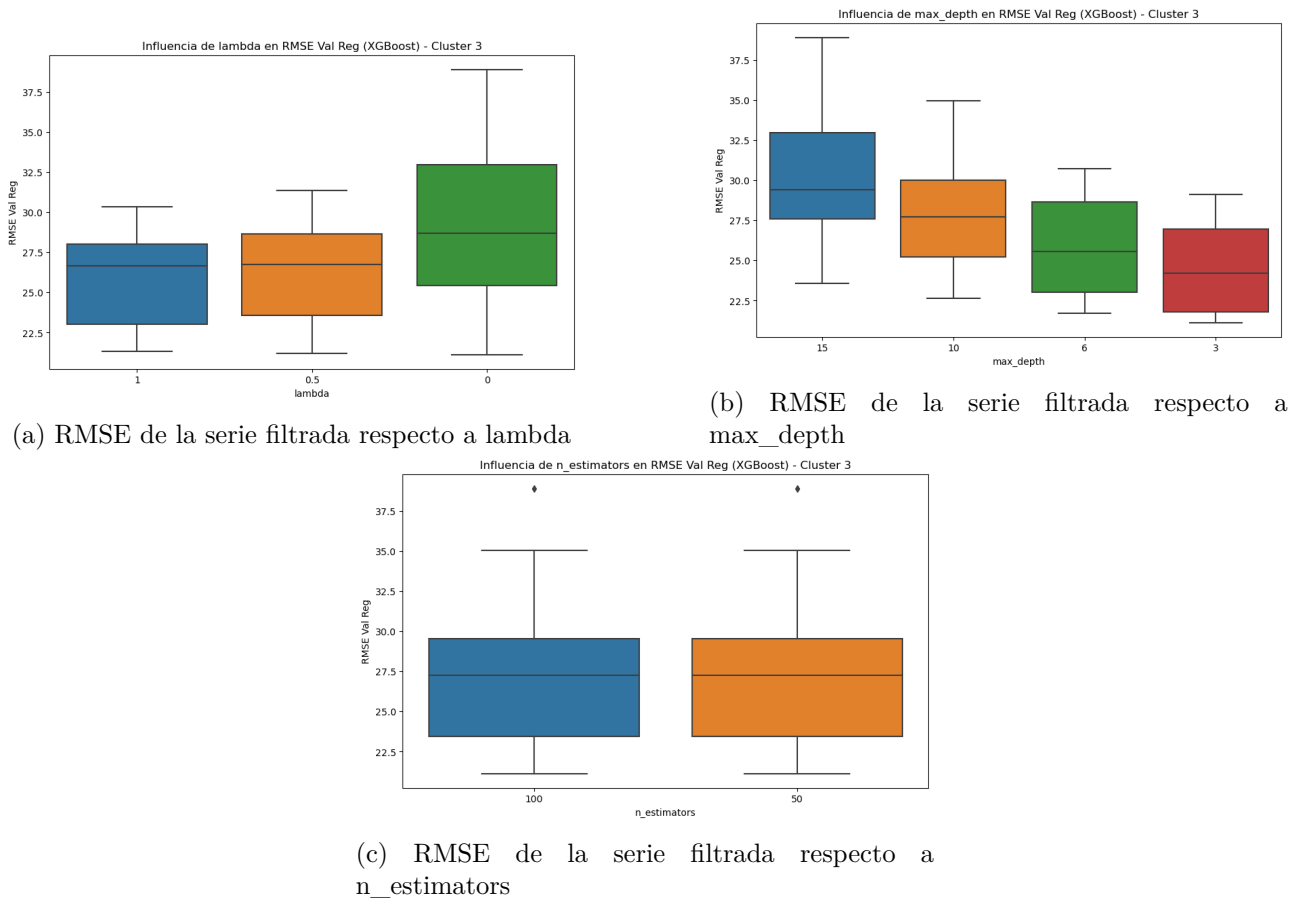 Influencia de lambda en RMSE Val Reg (XGBoost) - Cluster 3
RMSE Val Reg
37.5
35.0
32.5
30.0
27.5
25.0
22.5
1 0.5 0
lambda
(a) RMSE de la serie filtrada respecto a lambda
Influencia de max_depth en RMSE Val Reg (XGBoost) - Cluster 3
RMSE Val Reg
37.5
35.0
32.5
30.0
27.5
25.0
22.5
15 10 6 3
max_depth
(b) RMSE de la serie filtrada respecto a
max_depth
Influencia de n_estimators en RMSE Val Reg (XGBoost) - Cluster 3
RMSE Val Reg
37.5
35.0
32.5
30.0
27.5
25.0
22.5
100 50
n_estimators
(c) RMSE de la serie filtrada respecto a
n_estimators